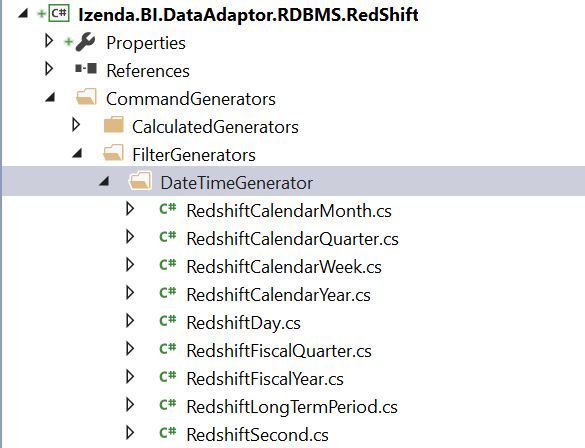 C# Izenda.BI.DataAdaptor.RDBMS.RedShift
Properties
References
CommandGenerators
CalculatedGenerators
FilterGenerators
DateTimeGenerator
C# RedshiftCalendarMonth.cs
C# RedshiftCalendarQuarter.cs
C# RedshiftCalendarWeek.cs
C# RedshiftCalendarYear.cs
C# RedshiftDay.cs
C# RedshiftFiscalQuarter.cs
C# RedshiftFiscalYear.cs
C# RedshiftLongTermPeriod.cs
C# RedshiftSecond.cs